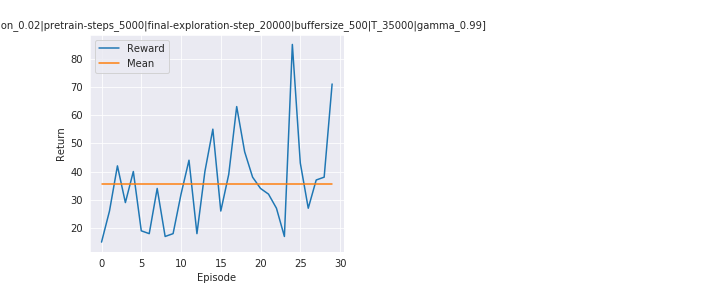 on_0.02|pretrain-steps_5000|final-exploration-step_20000|buffersize_500|T_35000|gamma_0.99]
Reward
Mean
80
70
60
50
40
30
20
Return
0 5 10 15 20 25 30
Episode